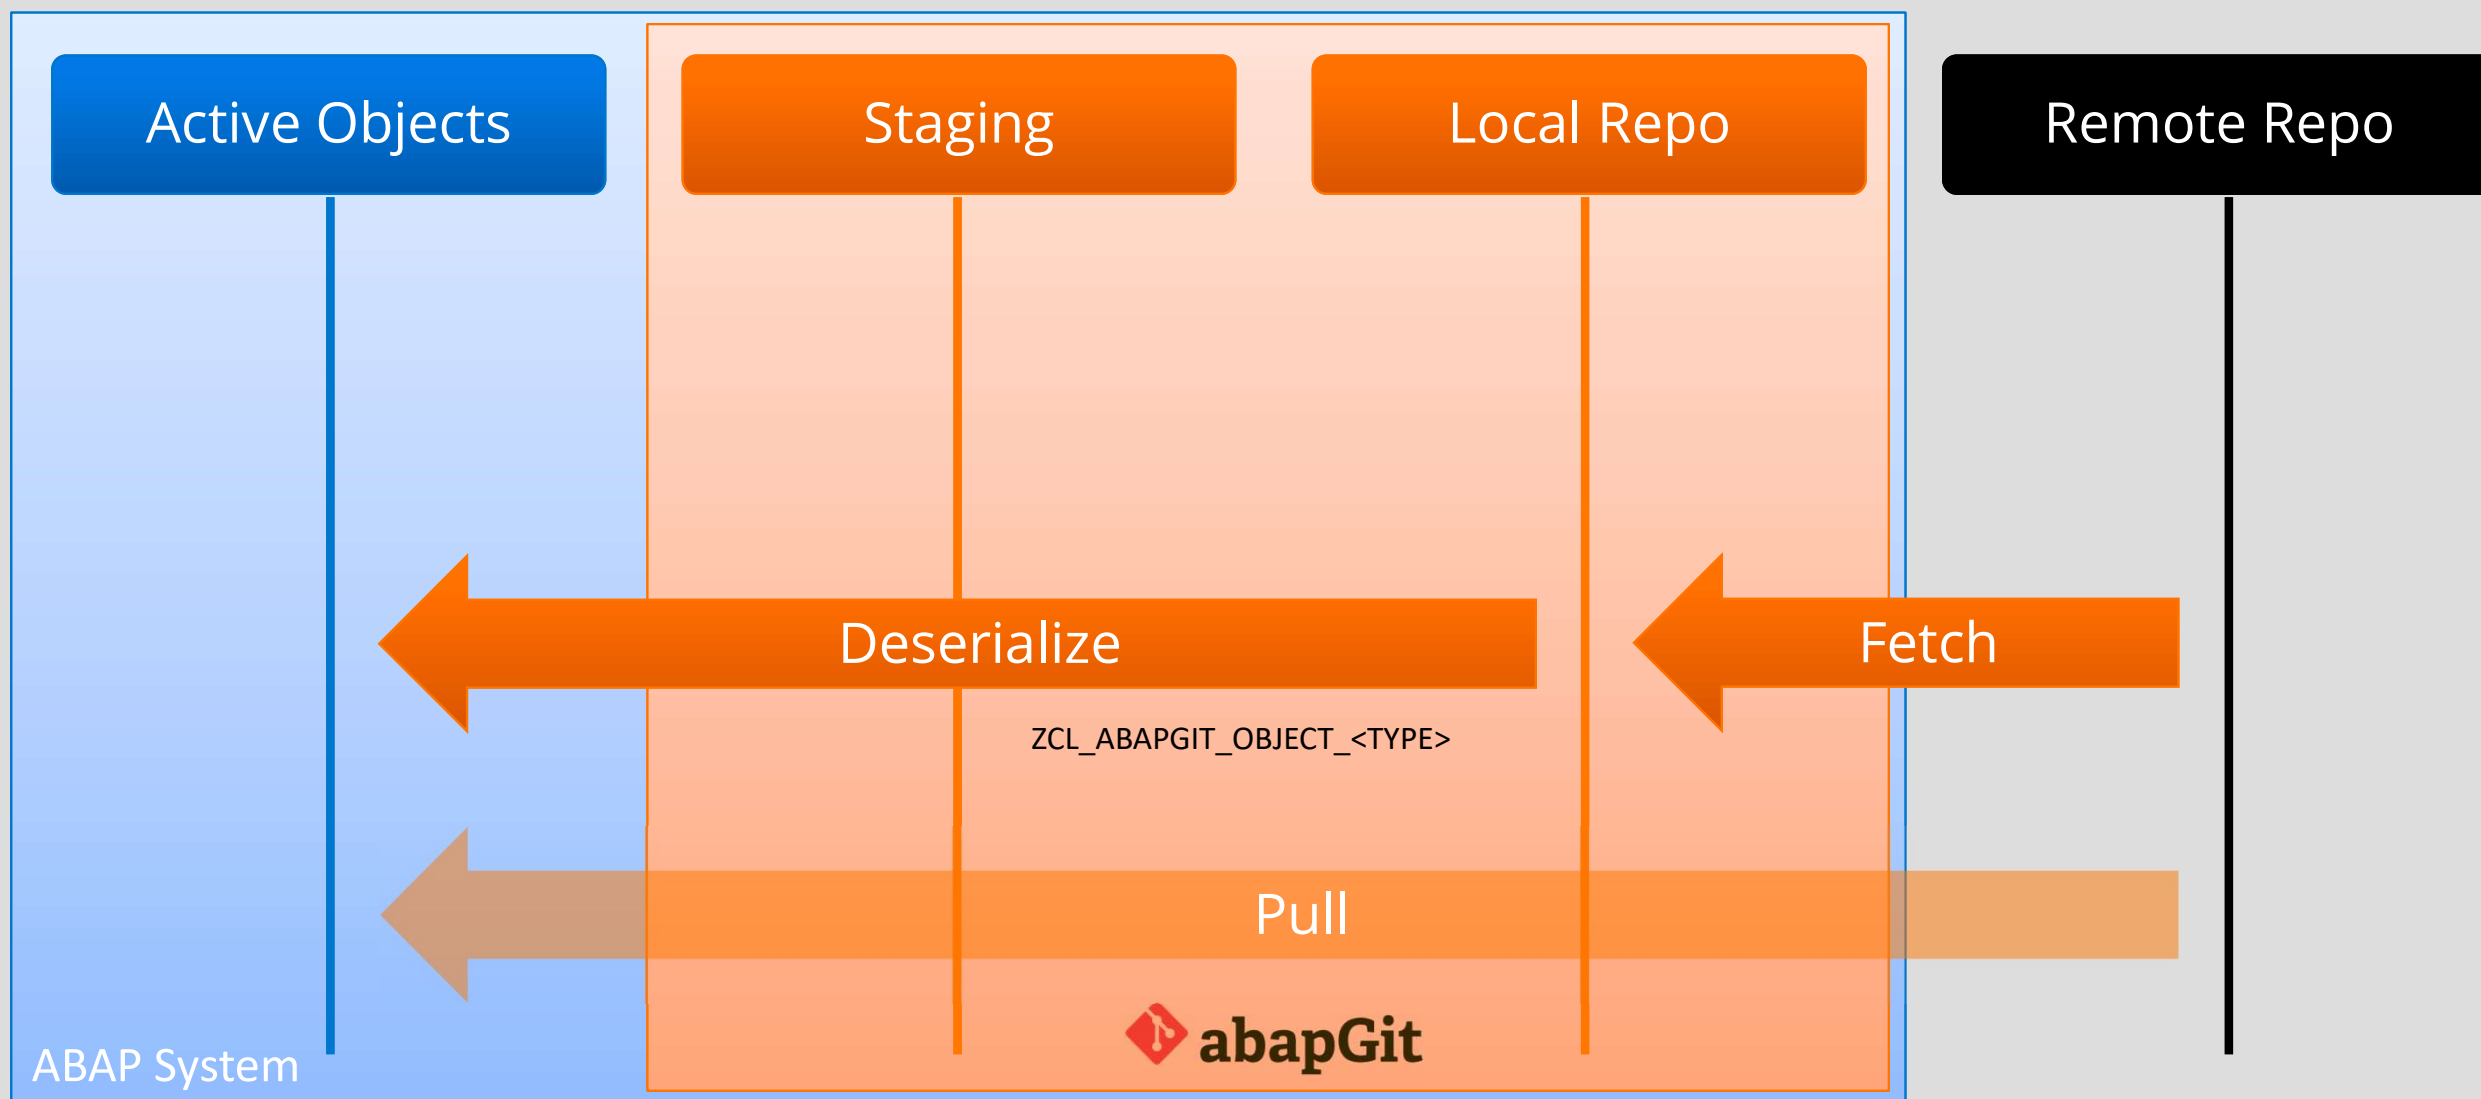 Active Objects
Staging
Local Repo
Remote Repo
Deserialize
Fetch
ZCL_ABAPGIT_OBJECT_<TYPE>
Pull
abapGit
ABAP System